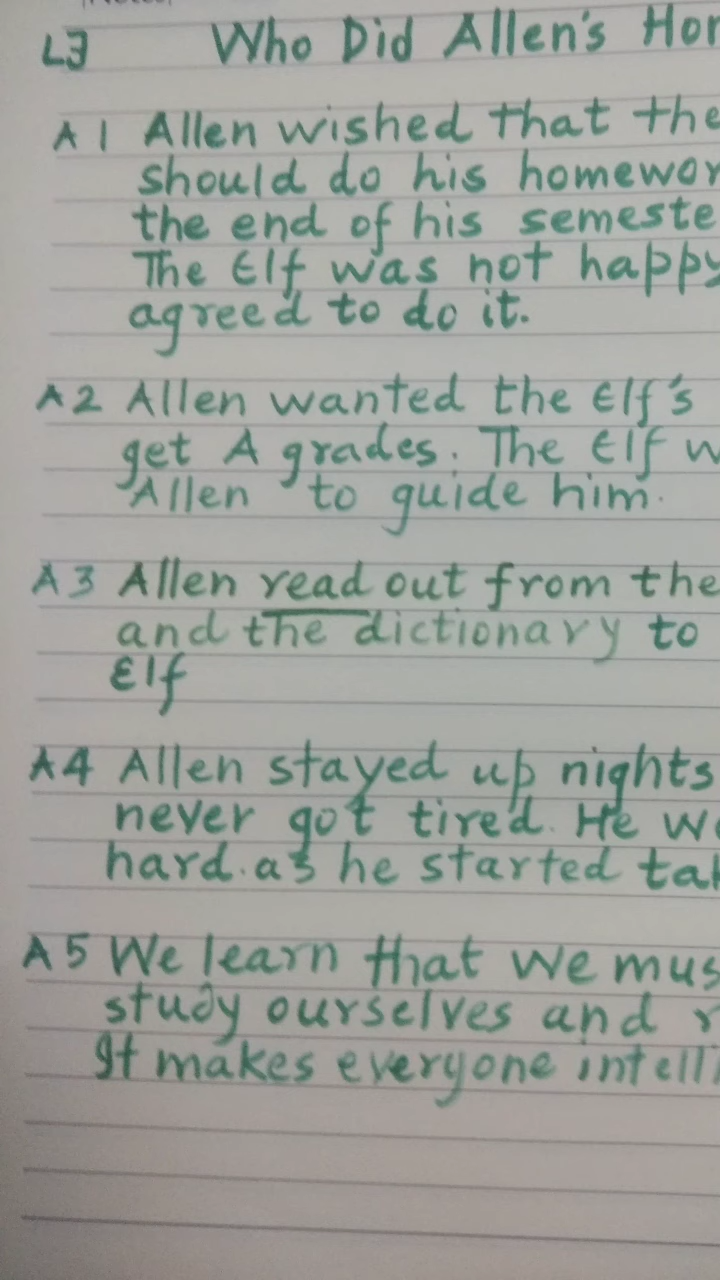 L3 Who Did Allen's Hor
A1 Allen wished that the
should do his homewor
the end of his semeste
The Elf was not happy
agreed to do it.
A2 Allen wanted the Elf's
get A grades. The Elf w
Allen to guide him.
A3 Allen read out from the
and the dictionary to
Elf
A4 Allen stayed up nights
never got tired. He wo
hard. as he started tak
A5 We learn that we mus
study ourselves and r
It makes everyone intelli